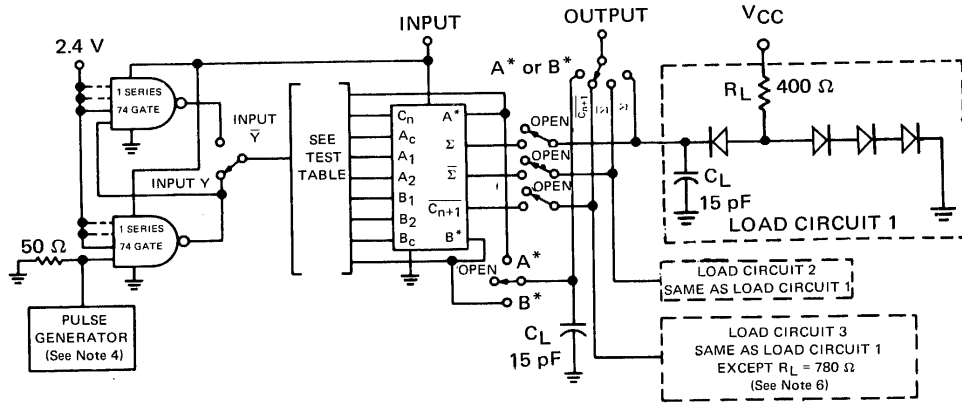 INPUT
OUTPUT
VCC
2.4 V
1 SERIES
74 GATE
INPUT
Y̅
INPUT Y
1 SERIES
74 GATE
50 Ω
PULSE
GENERATOR
(See Note 4)
SEE
TEST
TABLE
Cn
Ac
A1
A2
B1
B2
Bc
A*
Σ
Σ̅
C̅n+1
B*
A* or B*
C̅n+1
Σ̅
Σ
OPEN
OPEN
OPEN
OPEN
A*
B*
CL
15 pF
RL
400 Ω
CL
15 pF
LOAD CIRCUIT 1
LOAD CIRCUIT 2
SAME AS LOAD CIRCUIT 1
LOAD CIRCUIT 3
SAME AS LOAD CIRCUIT 1
EXCEPT RL = 780 Ω
(See Note 6)